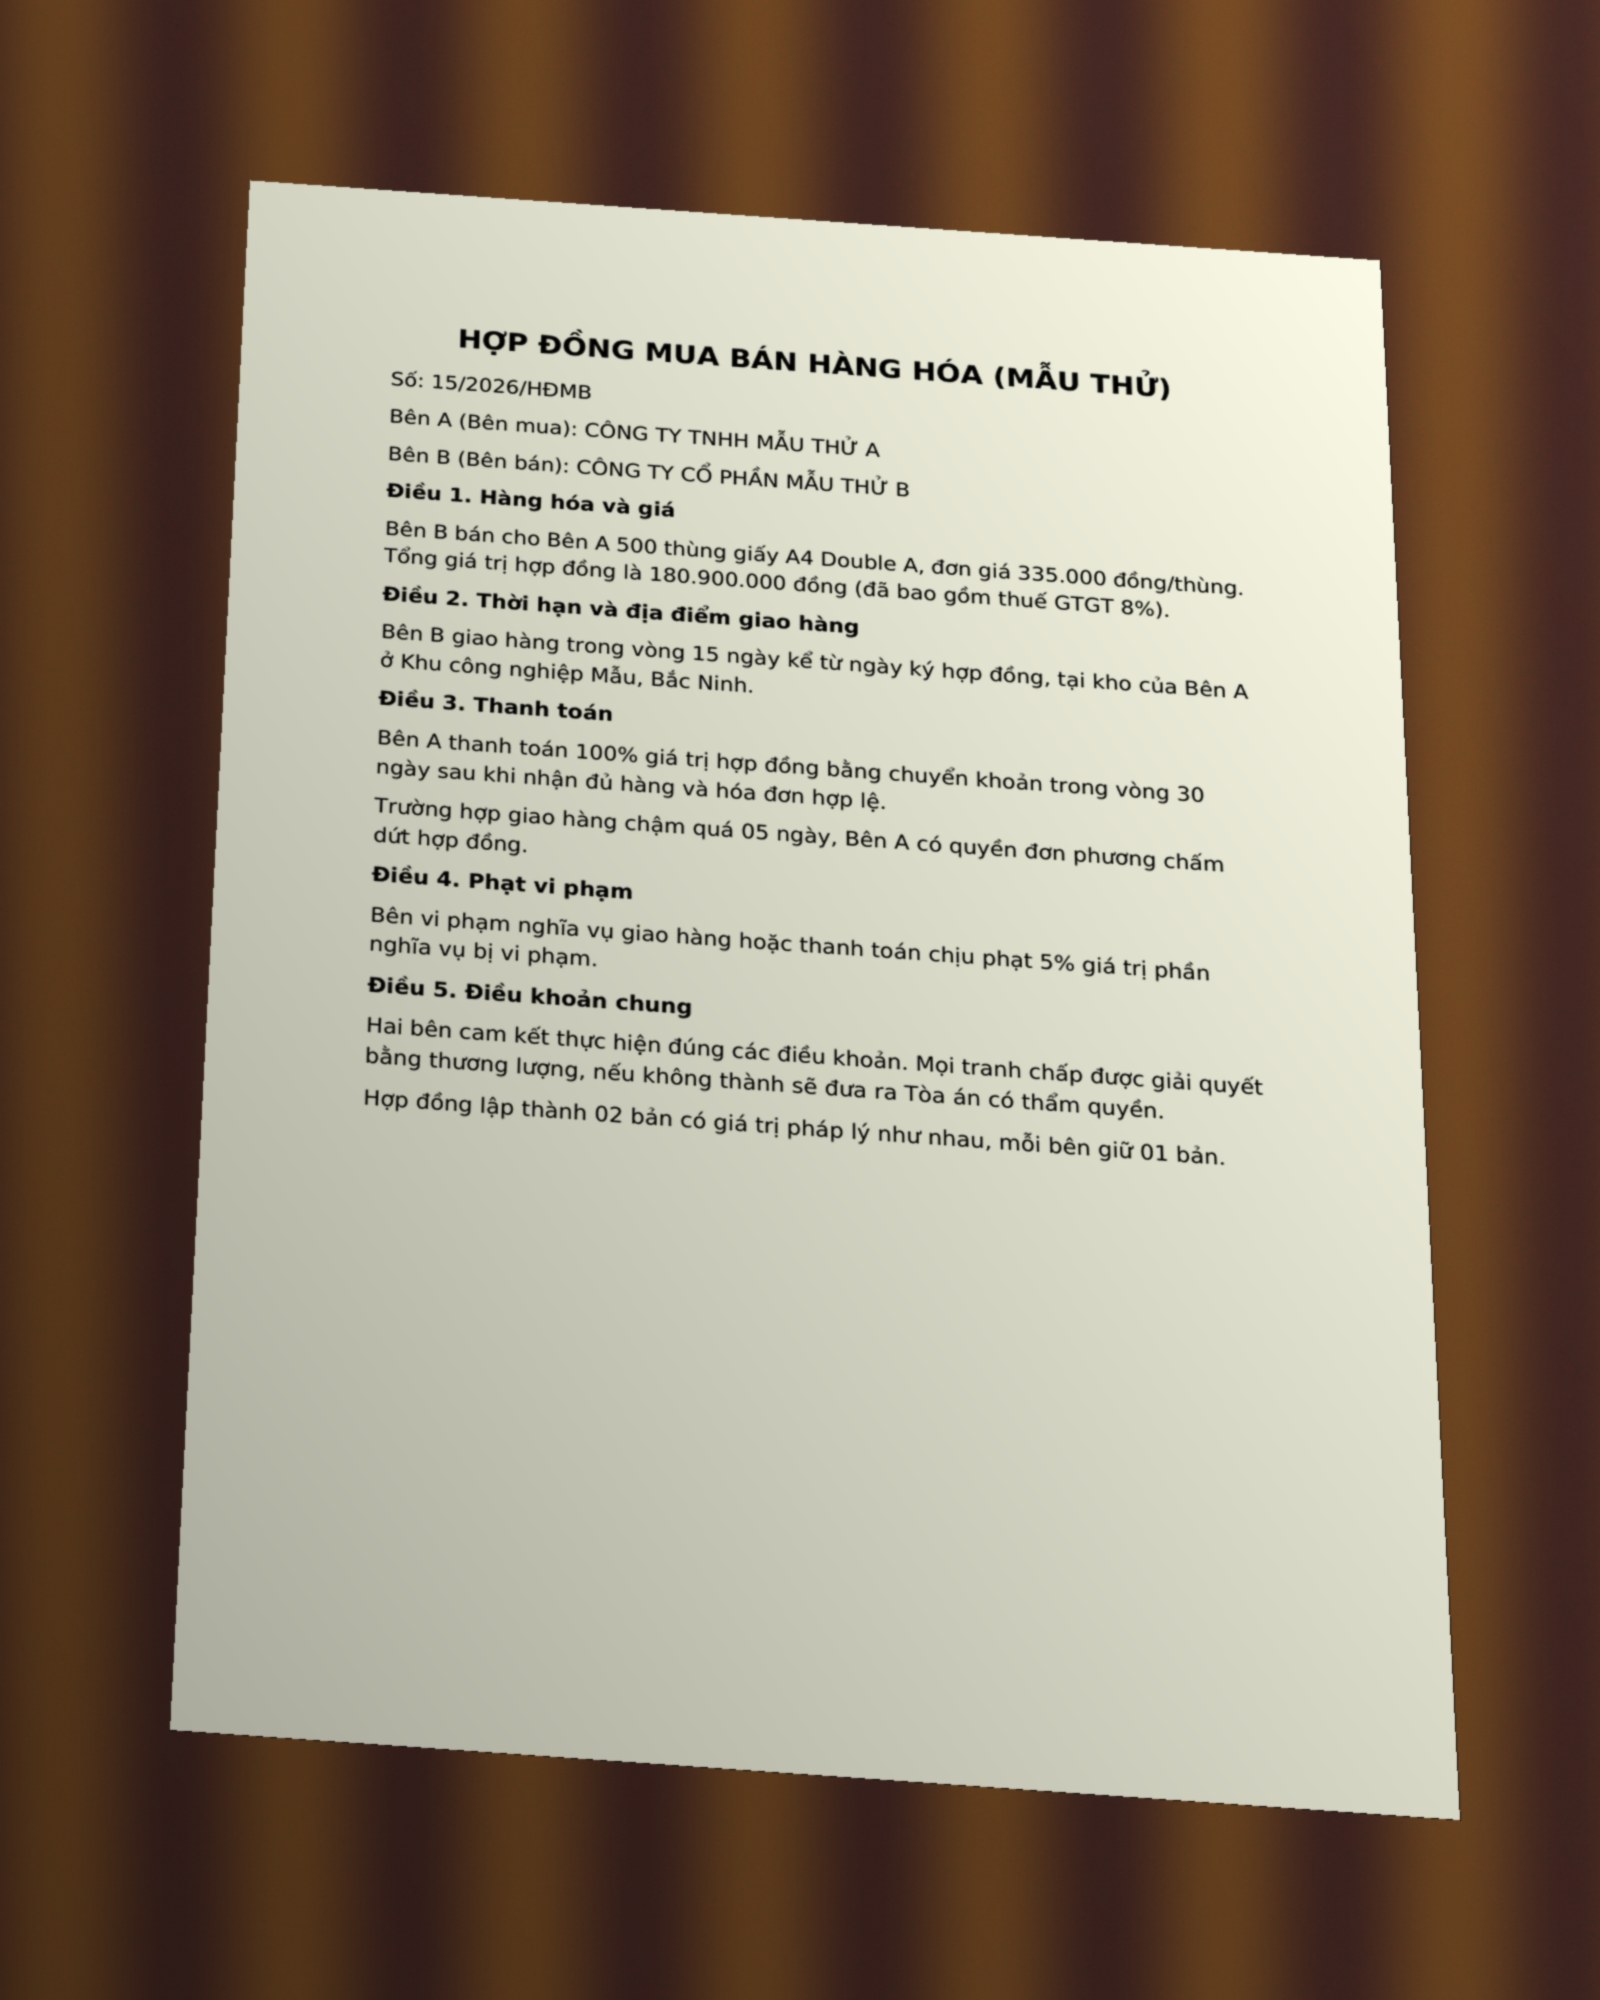 HỢP ĐỒNG MUA BÁN HÀNG HÓA (MẪU THỬ)
Số: 15/2026/HĐMB
Bên A (Bên mua): CÔNG TY TNHH MẪU THỬ A
Bên B (Bên bán): CÔNG TY CỔ PHẦN MẪU THỬ B
Điều 1. Hàng hóa và giá
Bên B bán cho Bên A 500 thùng giấy A4 Double A, đơn giá 335.000 đồng/thùng.
Tổng giá trị hợp đồng là 180.900.000 đồng (đã bao gồm thuế GTGT 8%).
Điều 2. Thời hạn và địa điểm giao hàng
Bên B giao hàng trong vòng 15 ngày kể từ ngày ký hợp đồng, tại kho của Bên A
ở Khu công nghiệp Mẫu, Bắc Ninh.
Điều 3. Thanh toán
Bên A thanh toán 100% giá trị hợp đồng bằng chuyển khoản trong vòng 30
ngày sau khi nhận đủ hàng và hóa đơn hợp lệ.
Trường hợp giao hàng chậm quá 05 ngày, Bên A có quyền đơn phương chấm
dứt hợp đồng.
Điều 4. Phạt vi phạm
Bên vi phạm nghĩa vụ giao hàng hoặc thanh toán chịu phạt 5% giá trị phần
nghĩa vụ bị vi phạm.
Điều 5. Điều khoản chung
Hai bên cam kết thực hiện đúng các điều khoản. Mọi tranh chấp được giải quyết
bằng thương lượng, nếu không thành sẽ đưa ra Tòa án có thẩm quyền.
Hợp đồng lập thành 02 bản có giá trị pháp lý như nhau, mỗi bên giữ 01 bản.